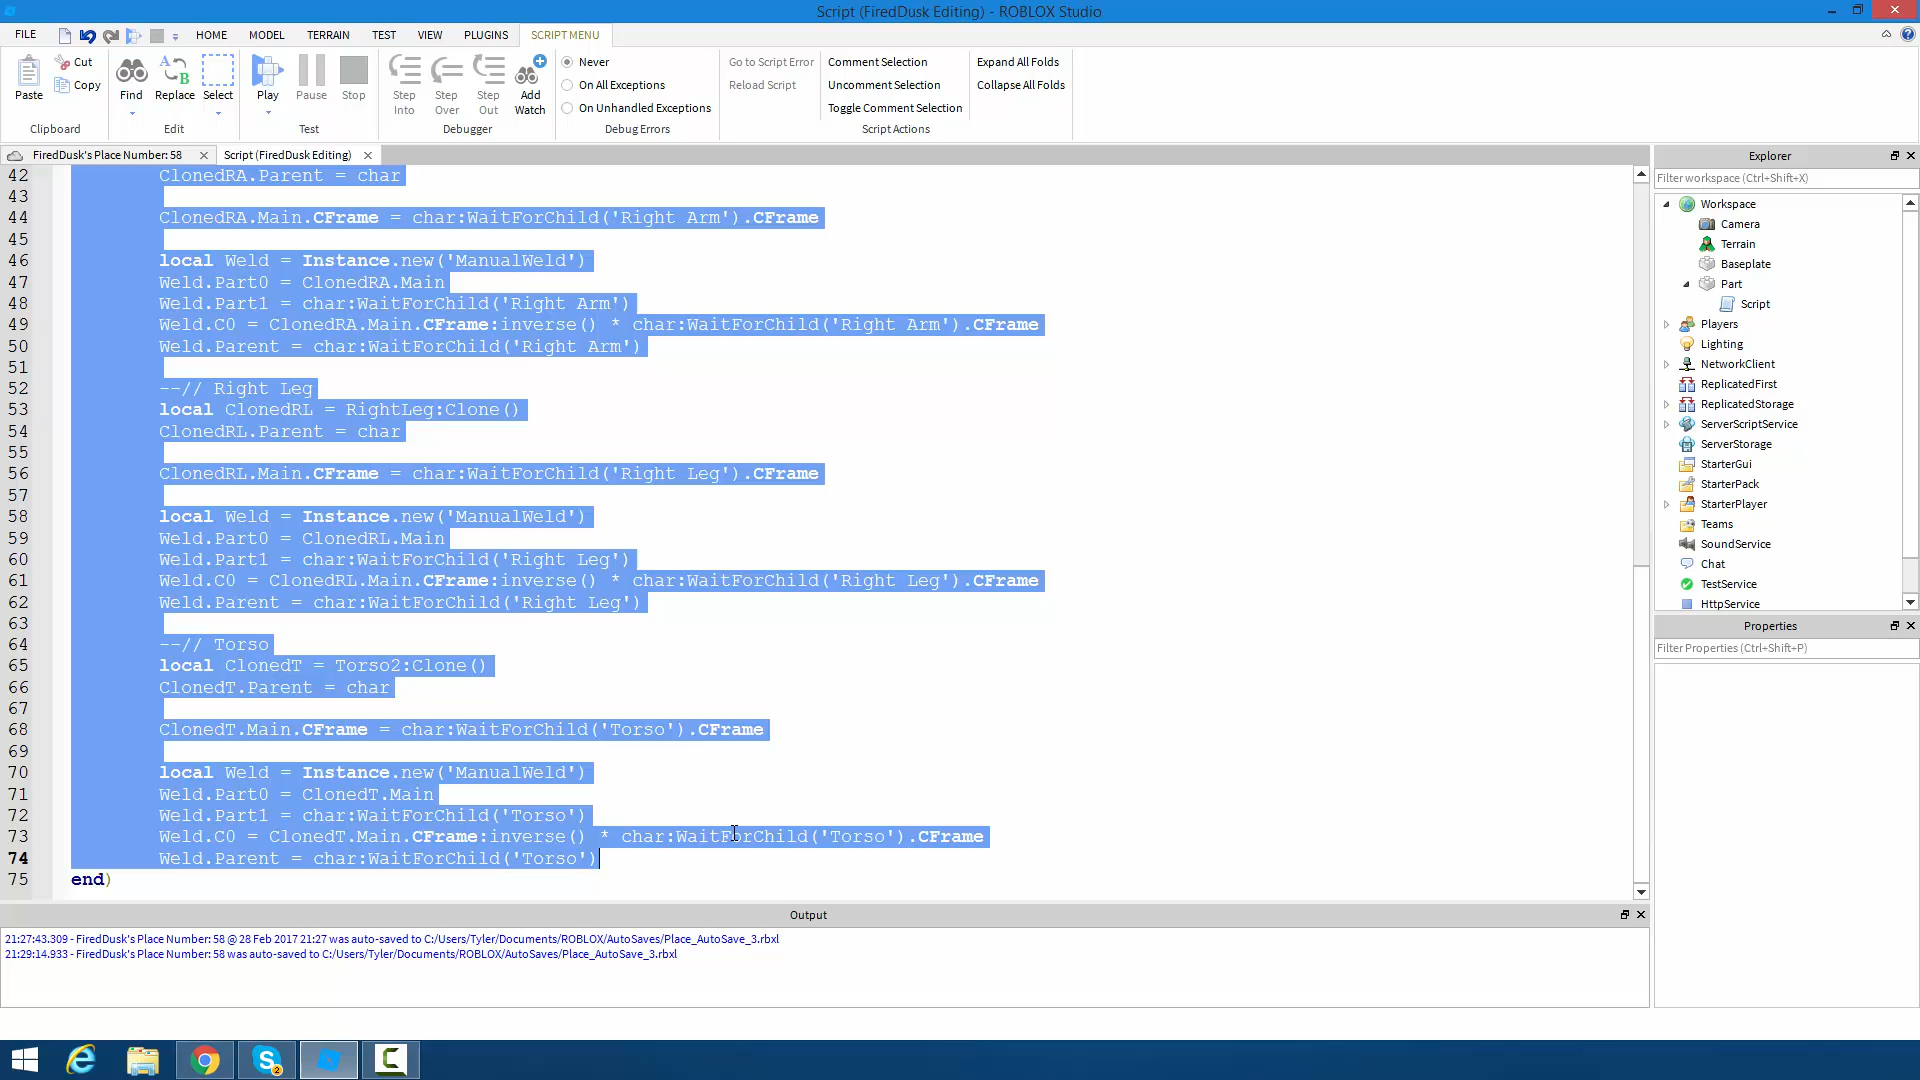 Script (FiredDusk Editing) - ROBLOX Studio
FILE
HOME
MODEL
TERRAIN
TEST
VIEW
PLUGINS
SCRIPT MENU
Paste
Cut
Copy
Clipboard
Find
Replace
Select
Edit
Play
Pause
Stop
Test
Step Into
Step Over
Step Out
Add Watch
Debugger
Never
On All Exceptions
On Unhandled Exceptions
Debug Errors
Go to Script Error
Reload Script
Comment Selection
Uncomment Selection
Toggle Comment Selection
Script Actions
Expand All Folds
Collapse All Folds
FiredDusk's Place Number: 58
Script (FiredDusk Editing)
42 ClonedRA.Parent = char
43
44 ClonedRA.Main.CFrame = char:WaitForChild('Right Arm').CFrame
45
46 local Weld = Instance.new('ManualWeld')
47 Weld.Part0 = ClonedRA.Main
48 Weld.Part1 = char:WaitForChild('Right Arm')
49 Weld.C0 = ClonedRA.Main.CFrame:inverse() * char:WaitForChild('Right Arm').CFrame
50 Weld.Parent = char:WaitForChild('Right Arm')
51
52 --// Right Leg
53 local ClonedRL = RightLeg:Clone()
54 ClonedRL.Parent = char
55
56 ClonedRL.Main.CFrame = char:WaitForChild('Right Leg').CFrame
57
58 local Weld = Instance.new('ManualWeld')
59 Weld.Part0 = ClonedRL.Main
60 Weld.Part1 = char:WaitForChild('Right Leg')
61 Weld.C0 = ClonedRL.Main.CFrame:inverse() * char:WaitForChild('Right Leg').CFrame
62 Weld.Parent = char:WaitForChild('Right Leg')
63
64 --// Torso
65 local ClonedT = Torso2:Clone()
66 ClonedT.Parent = char
67
68 ClonedT.Main.CFrame = char:WaitForChild('Torso').CFrame
69
70 local Weld = Instance.new('ManualWeld')
71 Weld.Part0 = ClonedT.Main
72 Weld.Part1 = char:WaitForChild('Torso')
73 Weld.C0 = ClonedT.Main.CFrame:inverse() * char:WaitForChild('Torso').CFrame
74 Weld.Parent = char:WaitForChild('Torso')
75 end)
Explorer
Filter workspace (Ctrl+Shift+X)
Workspace
Camera
Terrain
Baseplate
Part
Script
Players
Lighting
NetworkClient
ReplicatedFirst
ReplicatedStorage
ServerScriptService
ServerStorage
StarterGui
StarterPack
StarterPlayer
Teams
SoundService
Chat
TestService
HttpService
Properties
Filter Properties (Ctrl+Shift+P)
Output
21:27:43.309 - FiredDusk's Place Number: 58 @ 28 Feb 2017 21:27 was auto-saved to C:/Users/Tyler/Documents/ROBLOX/AutoSaves/Place_AutoSave_3.rbxl
21:29:14.933 - FiredDusk's Place Number: 58 was auto-saved to C:/Users/Tyler/Documents/ROBLOX/AutoSaves/Place_AutoSave_3.rbxl
2